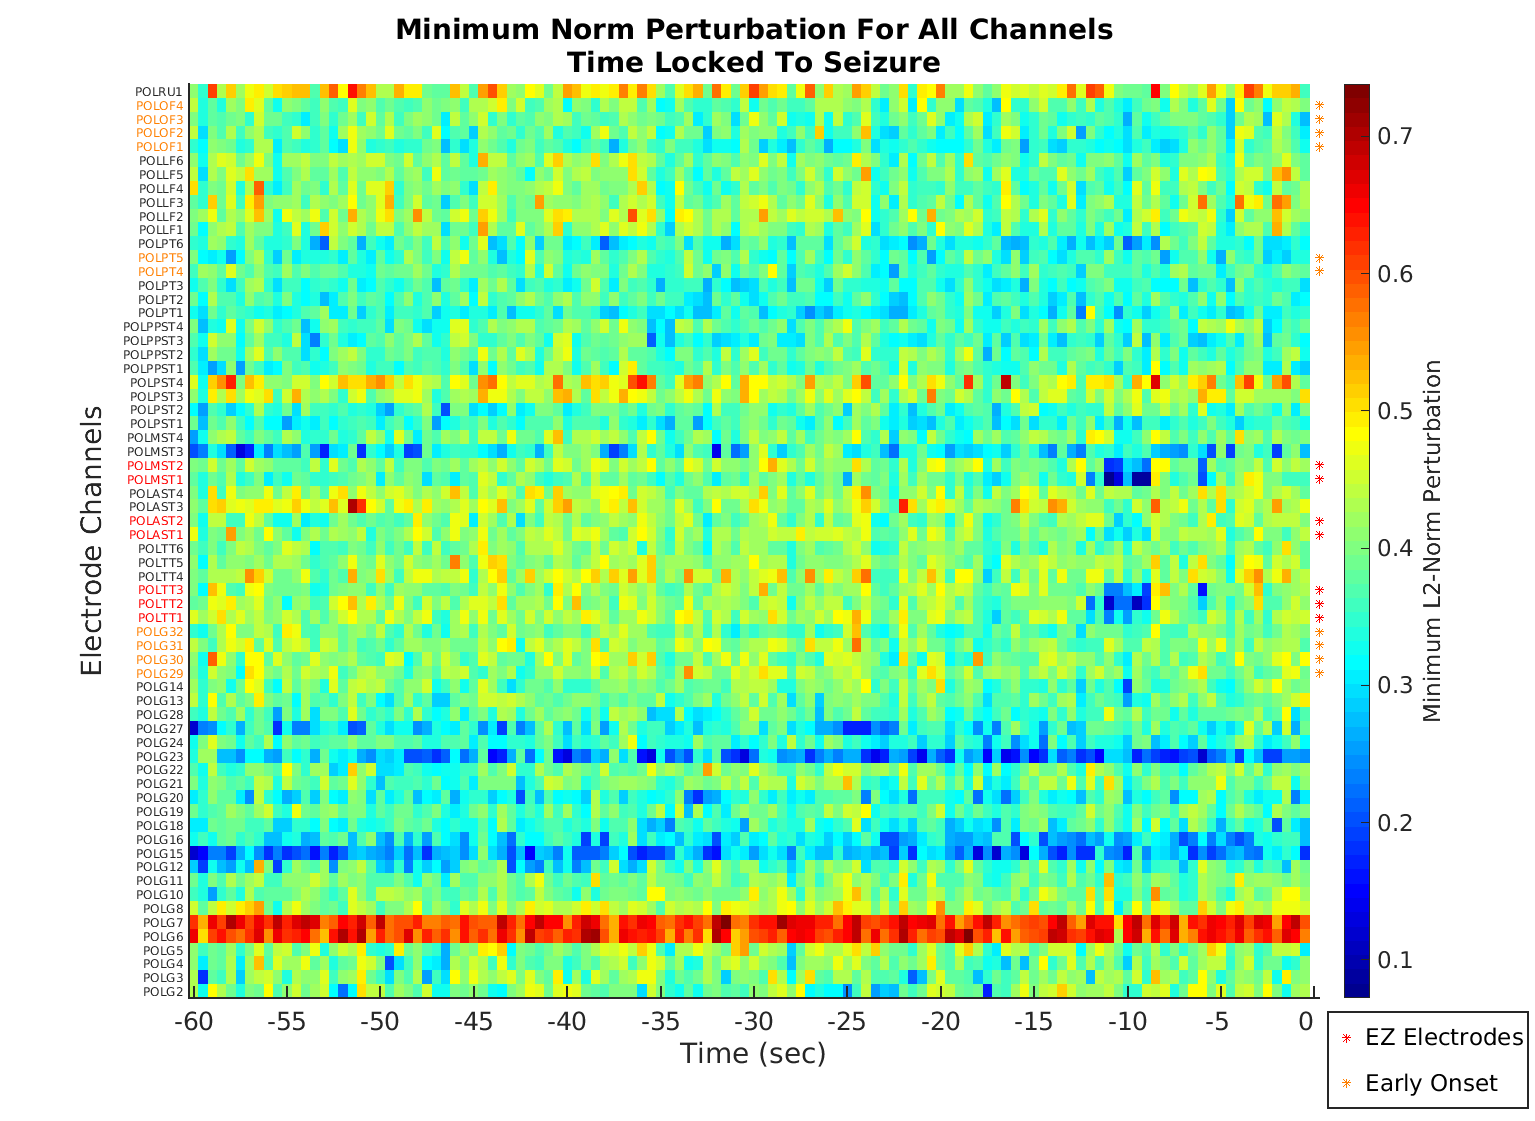 Minimum Norm Perturbation For All Channels
Time Locked To Seizure
Electrode Channels
POLRU1
POLOF4
POLOF3
POLOF2
POLOF1
POLLF6
POLLF5
POLLF4
POLLF3
POLLF2
POLLF1
POLPT6
POLPT5
POLPT4
POLPT3
POLPT2
POLPT1
POLPPST4
POLPPST3
POLPPST2
POLPPST1
POLPST4
POLPST3
POLPST2
POLPST1
POLMST4
POLMST3
POLMST2
POLMST1
POLAST4
POLAST3
POLAST2
POLAST1
POLTT6
POLTT5
POLTT4
POLTT3
POLTT2
POLTT1
POLG32
POLG31
POLG30
POLG29
POLG14
POLG13
POLG28
POLG27
POLG24
POLG23
POLG22
POLG21
POLG20
POLG19
POLG18
POLG16
POLG15
POLG12
POLG11
POLG10
POLG8
POLG7
POLG6
POLG5
POLG4
POLG3
POLG2
-60 -55 -50 -45 -40 -35 -30 -25 -20 -15 -10 -5 0
Time (sec)
0.7
0.6
0.5
0.4
0.3
0.2
0.1
Minimum L2-Norm Perturbation
EZ Electrodes
Early Onset